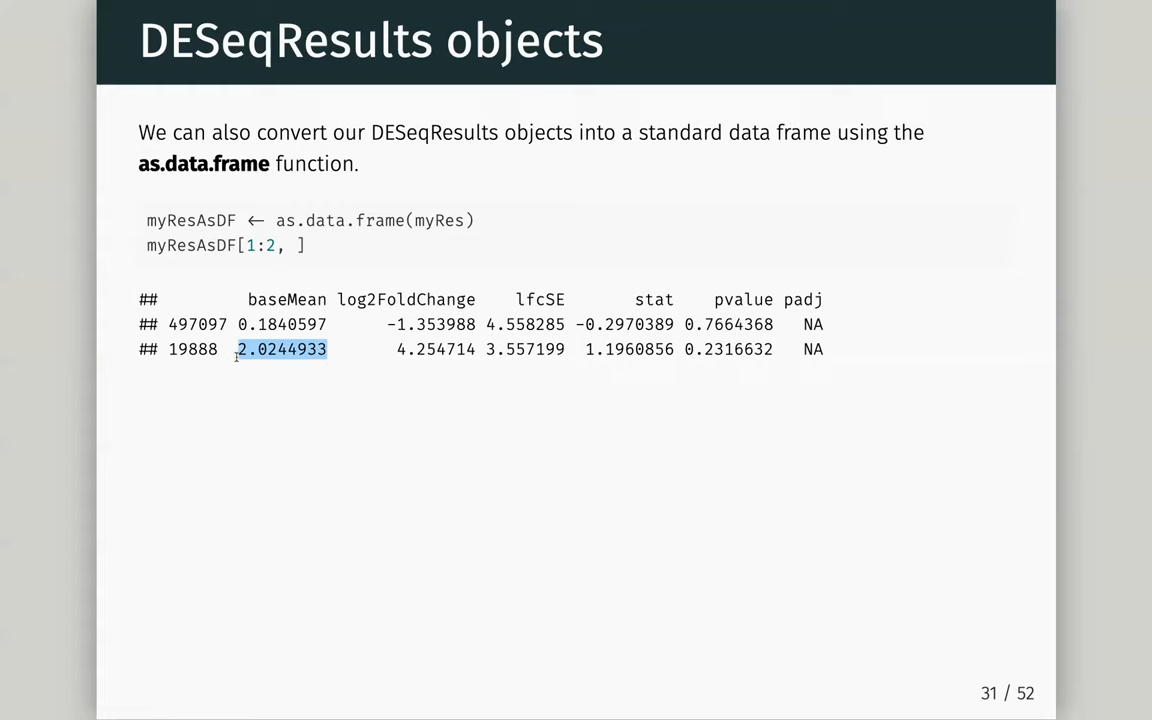 DESeqResults objects
We can also convert our DESeqResults objects into a standard data frame using the
as.data.frame function.
myResAsDF ← as.data.frame(myRes)
myResAsDF[1:2, ]
## baseMean log2FoldChange lfcSE stat pvalue padj
## 497097 0.1840597 -1.353988 4.558285 -0.2970389 0.7664368 NA
## 19888 2.0244933 4.254714 3.557199 1.1960856 0.2316632 NA
31 / 52